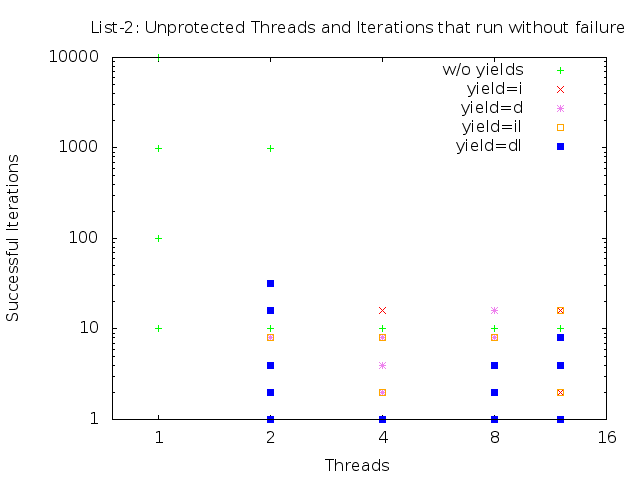 List-2: Unprotected Threads and Iterations that run without failure
10000
1000
100
10
1
Successful Iterations
w/o yields
yield=i
yield=d
yield=il
yield=dl
1 2 4 8 16
Threads